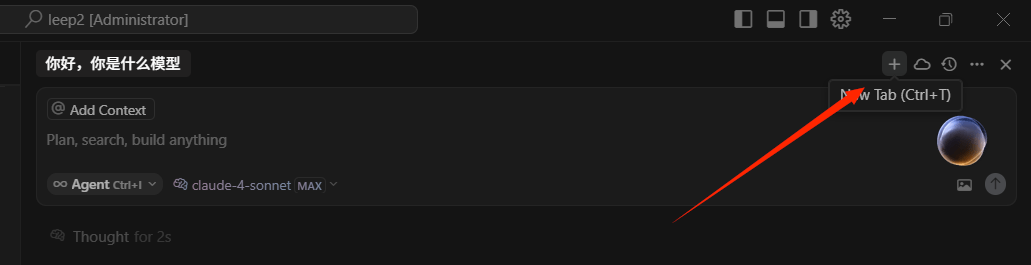 leep2 [Administrator]
你好，你是什么模型
New Tab (Ctrl+T)
@ Add Context
Plan, search, build anything
∞ Agent Ctrl+I
claude-4-sonnet MAX
Thought for 2s